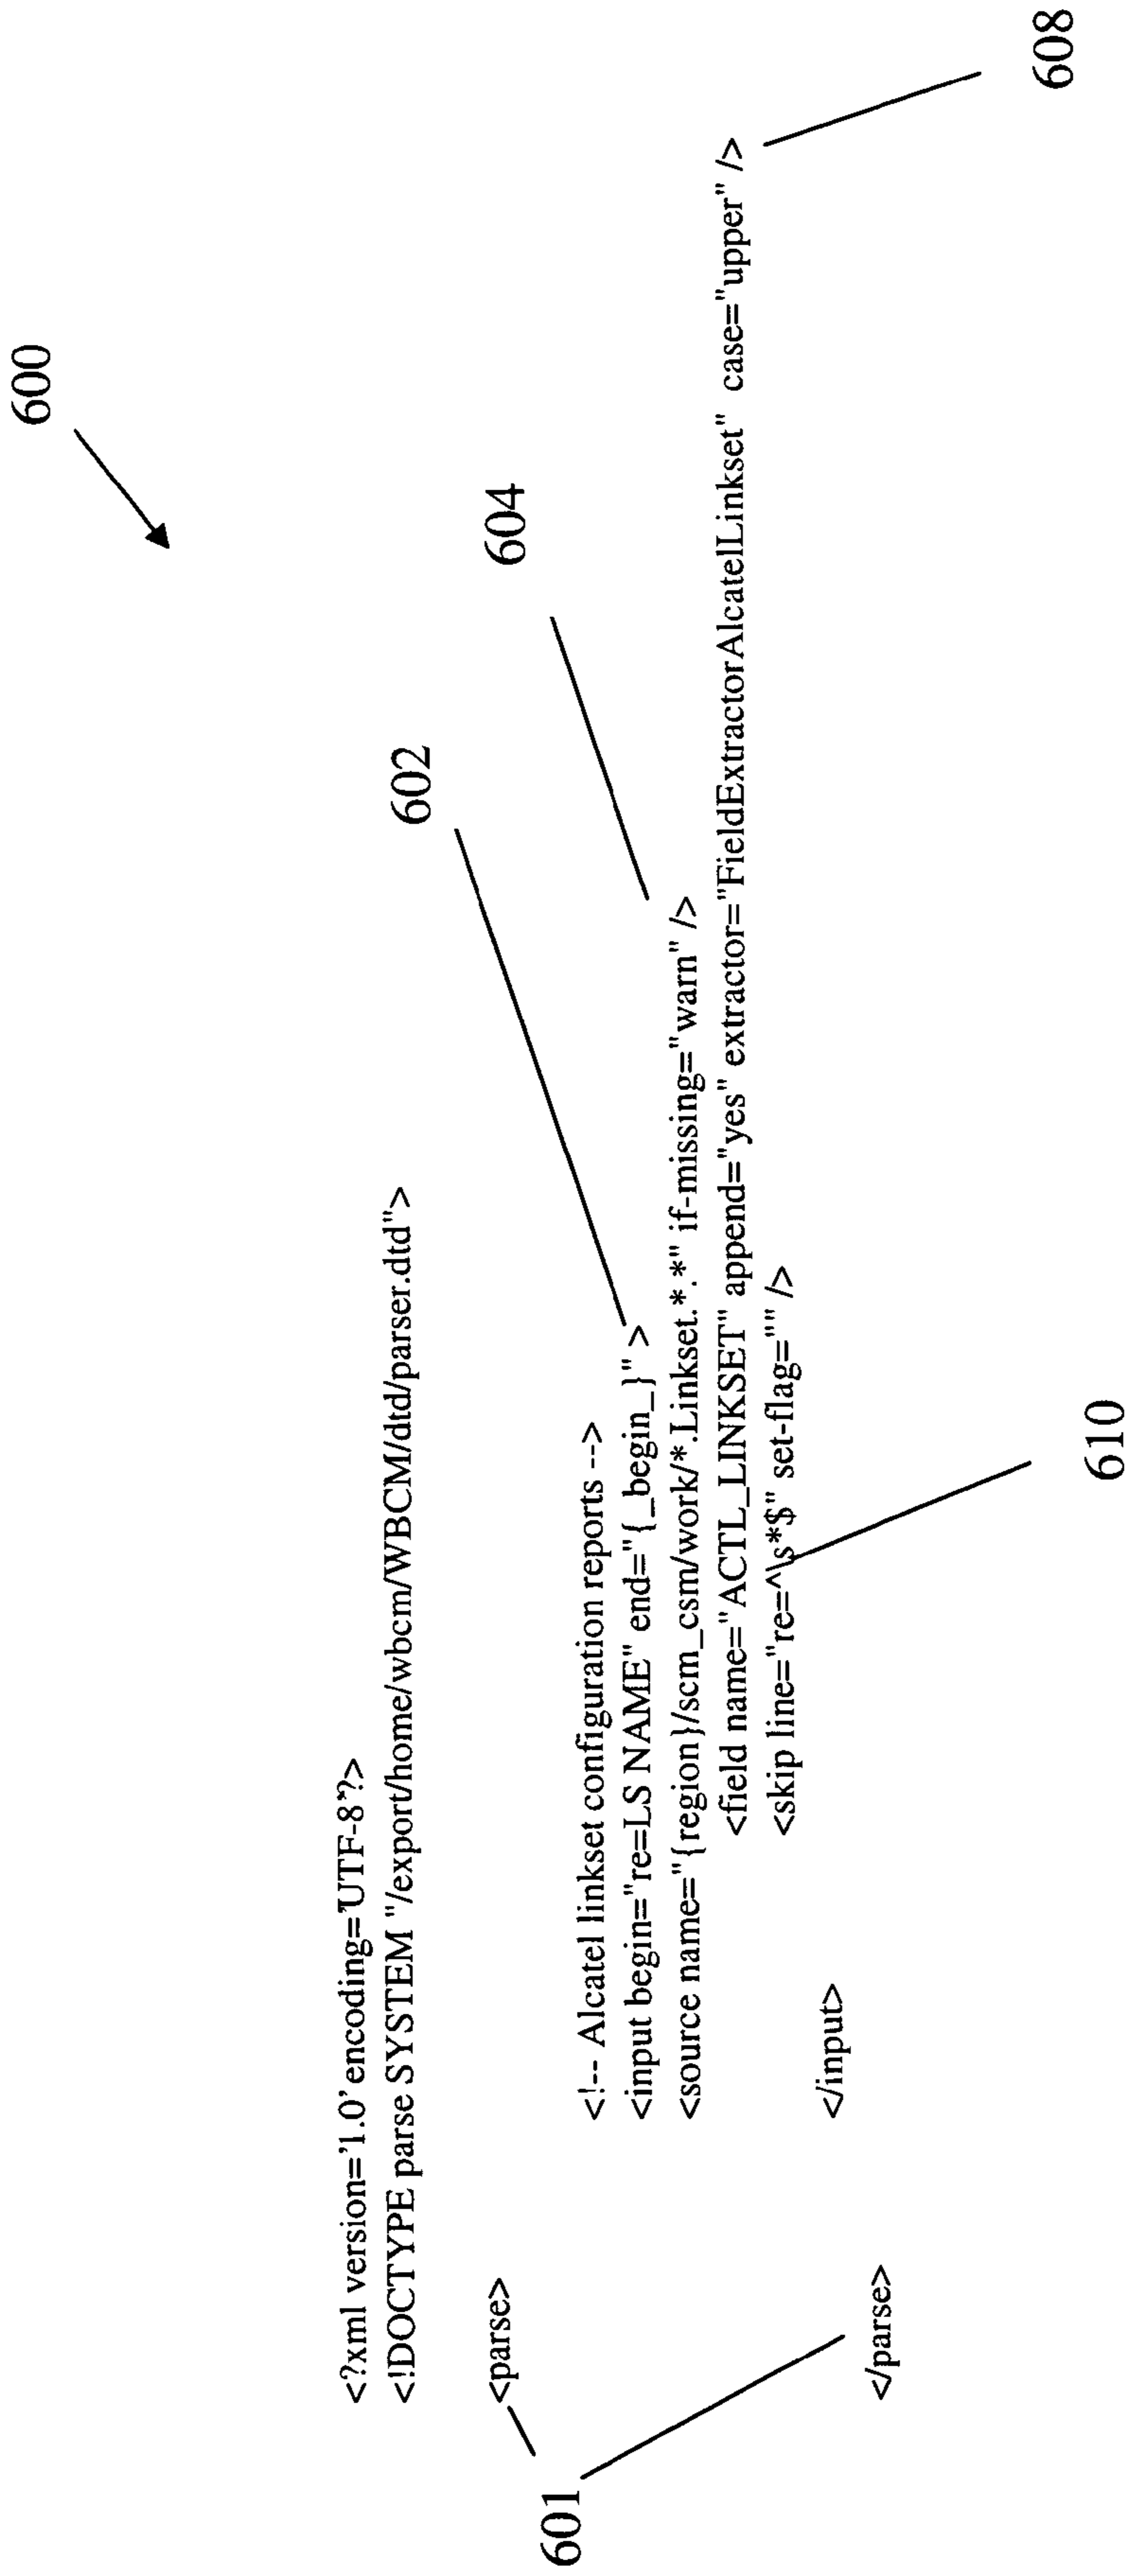 600
<?xml version='1.0' encoding='UTF-8'?>
<!DOCTYPE parse SYSTEM "/export/home/wbcm/WBCM/dtd/parser.dtd">
602
604
<parse>
601
<!-- Alcatel linkset configuration reports -->
<input begin="re=LS NAME" end="{_begin_}" >
<source name="{region}/scm_csm/work/*.Linkset.*.*" if-missing="warn" />
<field name="ACTL_LINKSET" append="yes" extractor="FieldExtractorAlcatelLinkset" case="upper" />
<skip line="re=^\s*$" set-flag="" />
</input>
</parse>
608
610